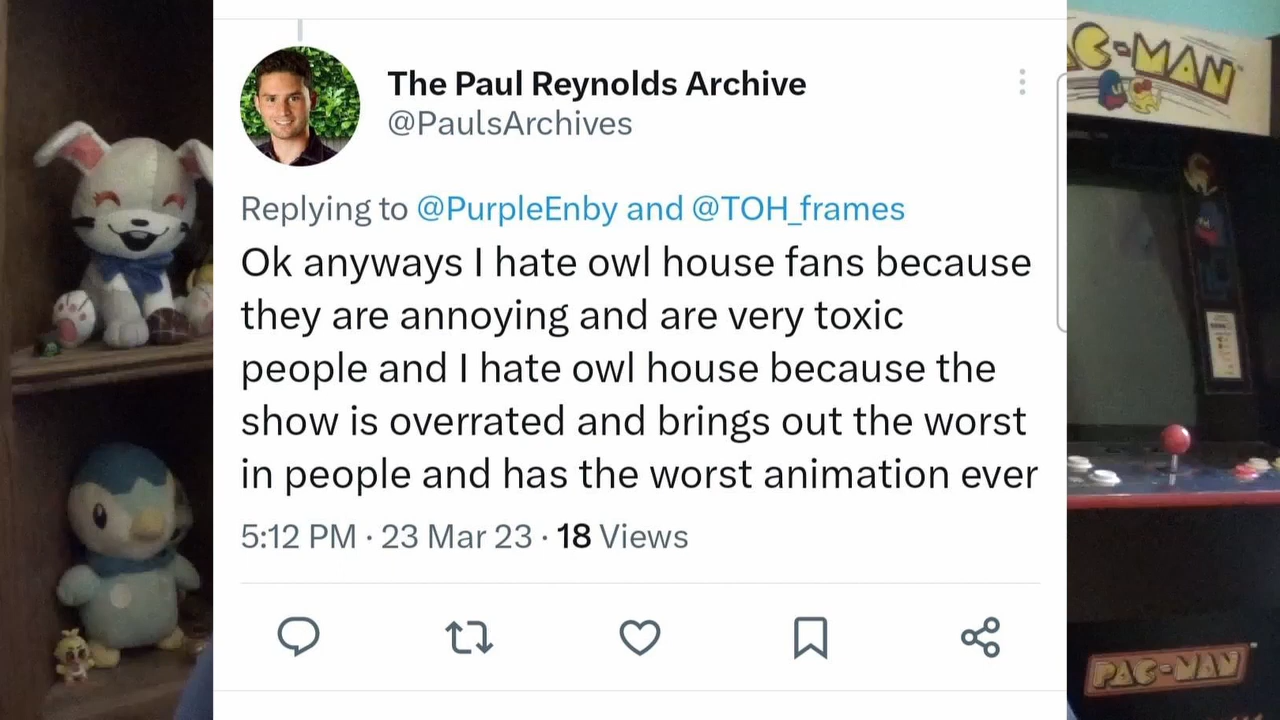 The Paul Reynolds Archive
@PaulsArchives
Replying to @PurpleEnby and @TOH_frames
Ok anyways I hate owl house fans because
they are annoying and are very toxic
people and I hate owl house because the
show is overrated and brings out the worst
in people and has the worst animation ever
5:12 PM · 23 Mar 23 · 18 Views
AC-MAN
PAC-MAN